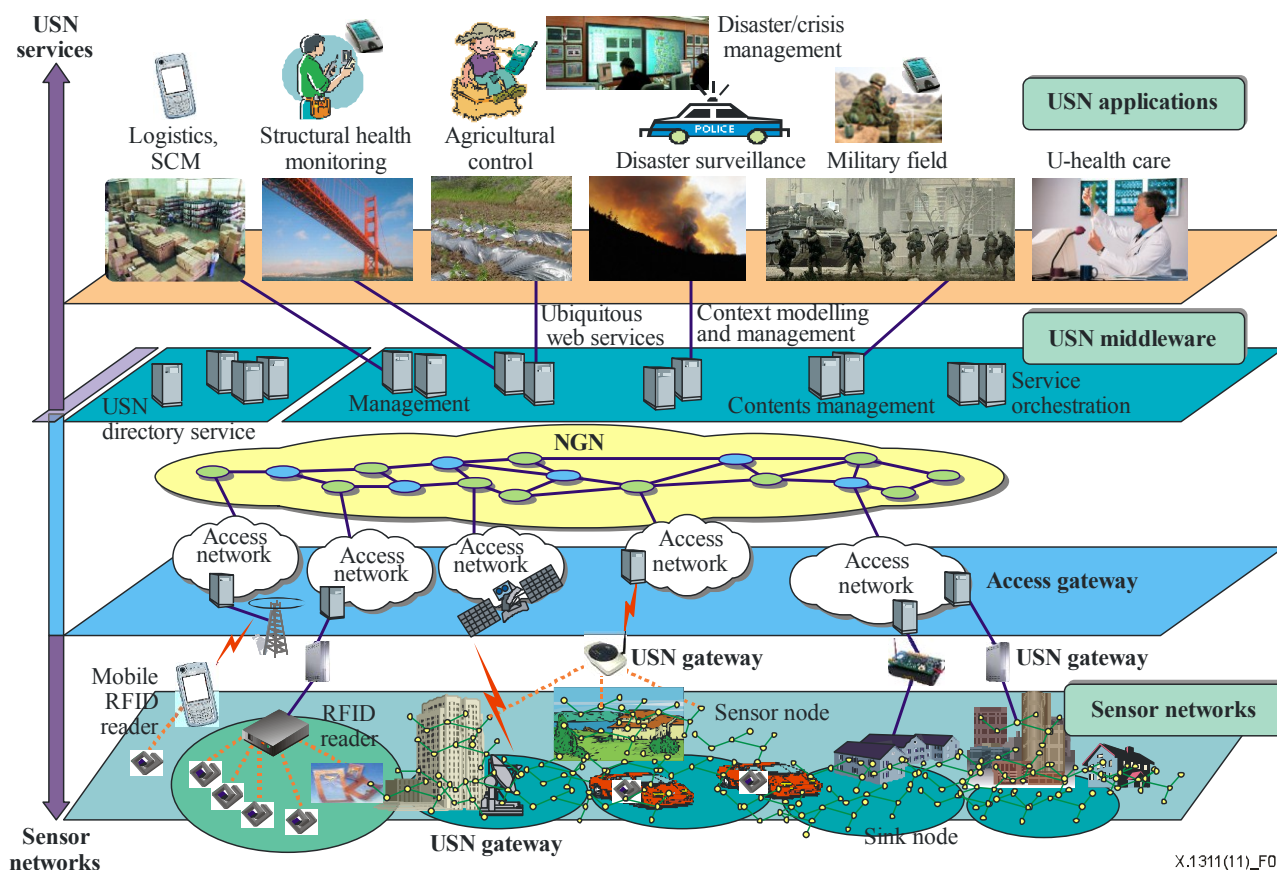 USN
services
Disaster/crisis
management
USN applications
POLICE
Logistics,
SCM
Structural health
monitoring
Agricultural
control
Disaster surveillance
Military field
U-health care
Ubiquitous
web services
Context modelling
and management
USN middleware
USN
directory service
Management
Contents management
Service
orchestration
NGN
Access
network
Access
network
Access
network
Access
network
Access
network
Access gateway
Mobile
RFID
reader
RFID
reader
USN gateway
USN gateway
Sensor node
Sensor networks
USN gateway
Sink node
Sensor
networks
X.1311(11)_F0